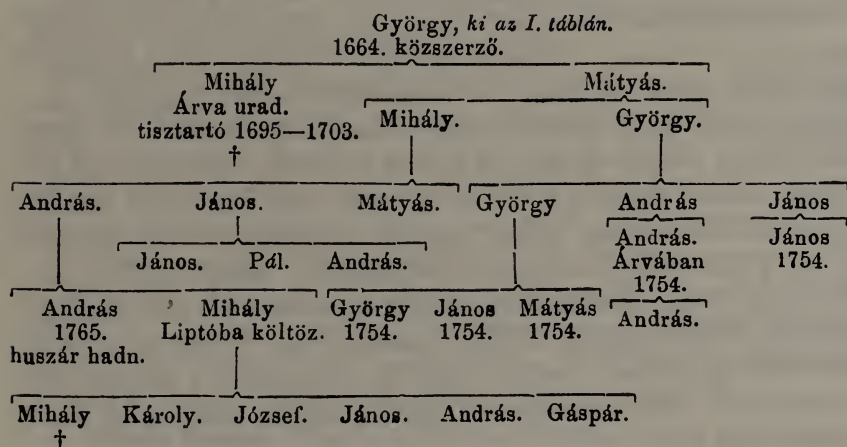 György, ki az I. táblán.
1664. közszerző.
Mihály Mátyás.
Árva urad.
tisztartó 1695—1703. Mihály. György.
†
András. János. Mátyás. György András János
András. János
János. Pál. András. Árvában 1754.
1754.
András Mihály György János Mátyás András.
1765. Liptóba költöz. 1754. 1754. 1754.
huszár hadn.
Mihály Károly. József. János. András. Gáspár.
†